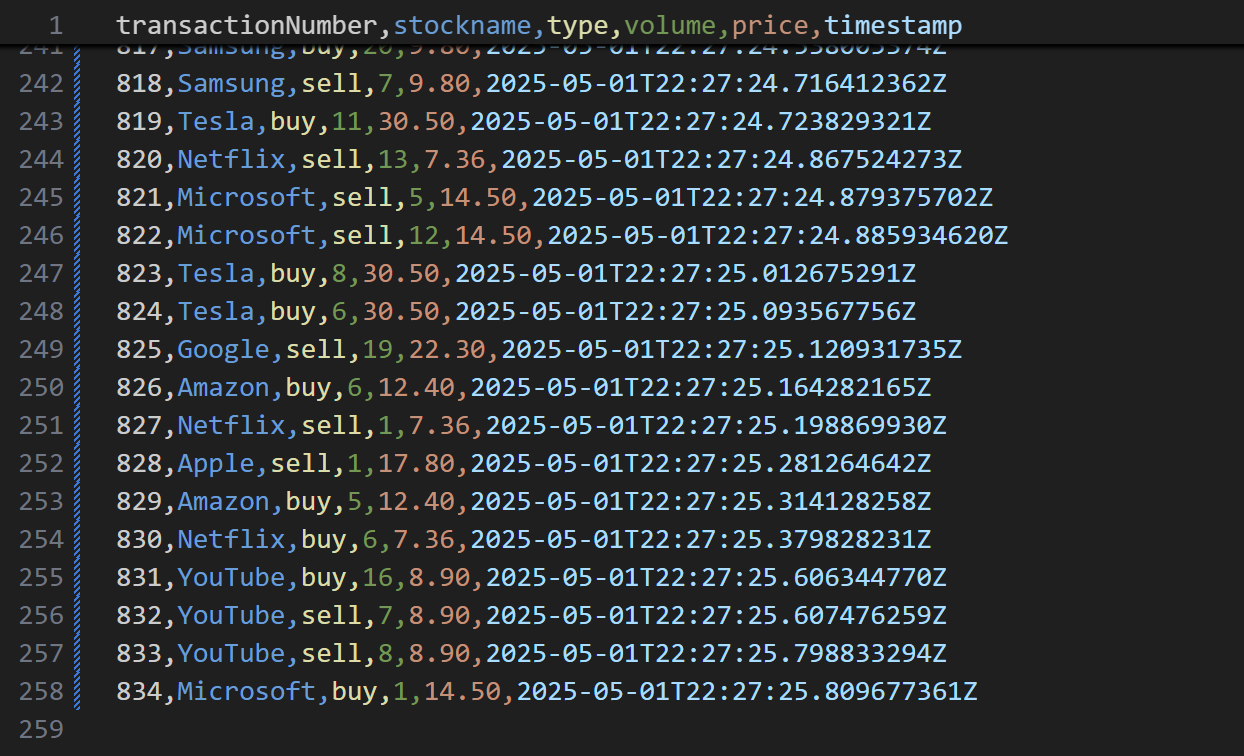 1 transactionNumber,stockname,type,volume,price,timestamp
241 817,Samsung,buy,20,9.80,2025-05-01T22:27:24.538005374Z
242 818,Samsung,sell,7,9.80,2025-05-01T22:27:24.716412362Z
243 819,Tesla,buy,11,30.50,2025-05-01T22:27:24.723829321Z
244 820,Netflix,sell,13,7.36,2025-05-01T22:27:24.867524273Z
245 821,Microsoft,sell,5,14.50,2025-05-01T22:27:24.879375702Z
246 822,Microsoft,sell,12,14.50,2025-05-01T22:27:24.885934620Z
247 823,Tesla,buy,8,30.50,2025-05-01T22:27:25.012675291Z
248 824,Tesla,buy,6,30.50,2025-05-01T22:27:25.093567756Z
249 825,Google,sell,19,22.30,2025-05-01T22:27:25.120931735Z
250 826,Amazon,buy,6,12.40,2025-05-01T22:27:25.164282165Z
251 827,Netflix,sell,1,7.36,2025-05-01T22:27:25.198869930Z
252 828,Apple,sell,1,17.80,2025-05-01T22:27:25.281264642Z
253 829,Amazon,buy,5,12.40,2025-05-01T22:27:25.314128258Z
254 830,Netflix,buy,6,7.36,2025-05-01T22:27:25.379828231Z
255 831,YouTube,buy,16,8.90,2025-05-01T22:27:25.606344770Z
256 832,YouTube,sell,7,8.90,2025-05-01T22:27:25.607476259Z
257 833,YouTube,sell,8,8.90,2025-05-01T22:27:25.798833294Z
258 834,Microsoft,buy,1,14.50,2025-05-01T22:27:25.809677361Z
259